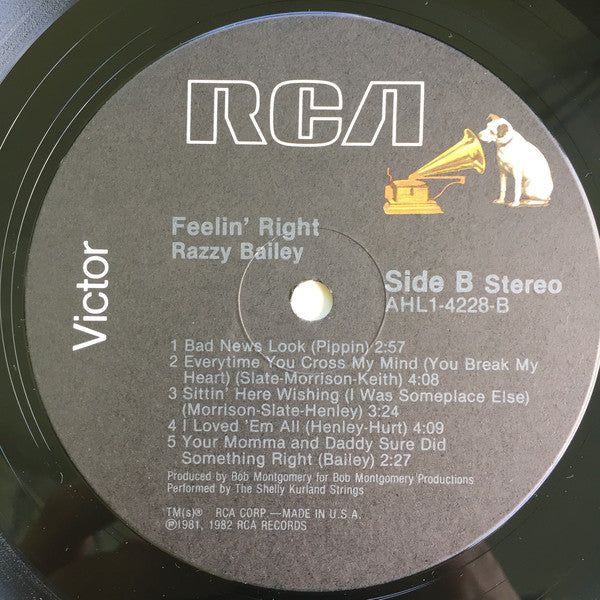 RCA
Victor
Feelin' Right
Razzy Bailey
Side B Stereo
AHL1-4228-B
1 Bad News Look (Pippin) 2:57
2 Everytime You Cross My Mind (You Break My
Heart) (Slate-Morrison-Keith) 4:08
3 Sittin' Here Wishing (I Was Someplace Else)
(Morrison-Slate-Henley) 3:24
4 I Loved 'Em All (Henley-Hurt) 4:09
5 Your Momma and Daddy Sure Did
Something Right (Bailey) 2:27
Produced by Bob Montgomery for Bob Montgomery Productions
Performed by The Shelly Kurland Strings
TM(s)® RCA CORP.—MADE IN U.S.A.
℗1981, 1982 RCA RECORDS